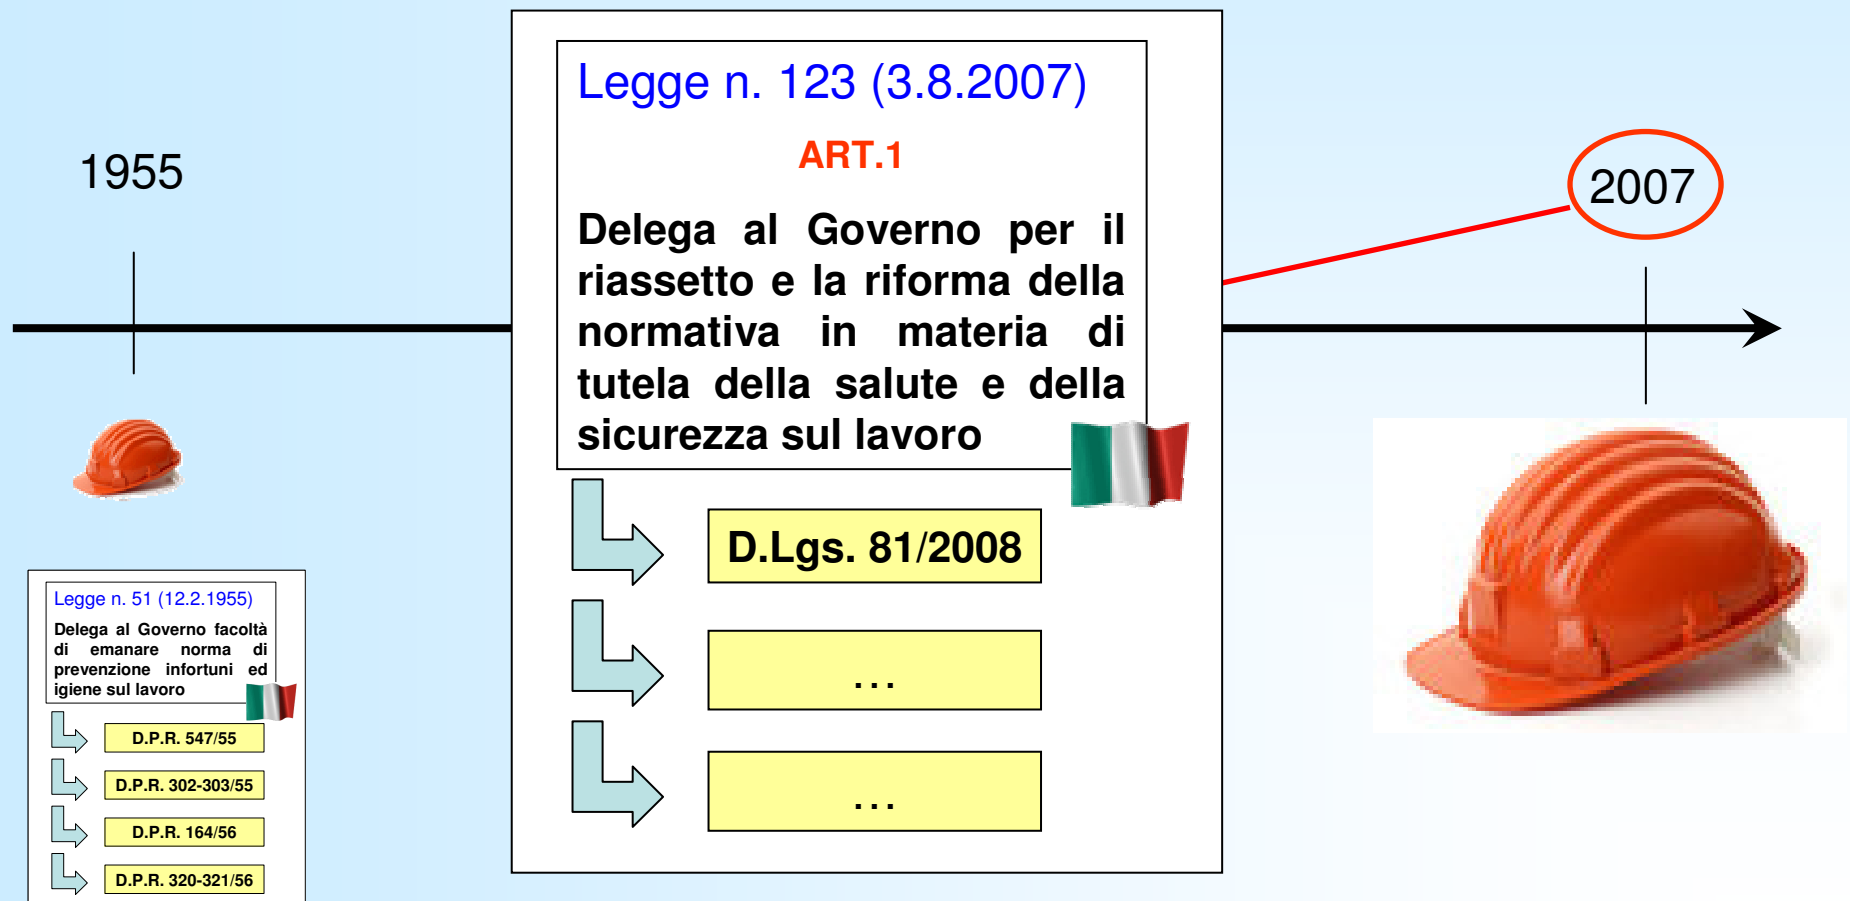 1955
Legge n. 123 (3.8.2007)
ART.1
Delega al Governo per il
riassetto e la riforma della
normativa in materia di
tutela della salute e della
sicurezza sul lavoro
D.Lgs. 81/2008
...
...
2007
Legge n. 51 (12.2.1955)
Delega al Governo facoltà
di emanare norma di
prevenzione infortuni ed
igiene sul lavoro
D.P.R. 547/55
D.P.R. 302-303/55
D.P.R. 164/56
D.P.R. 320-321/56